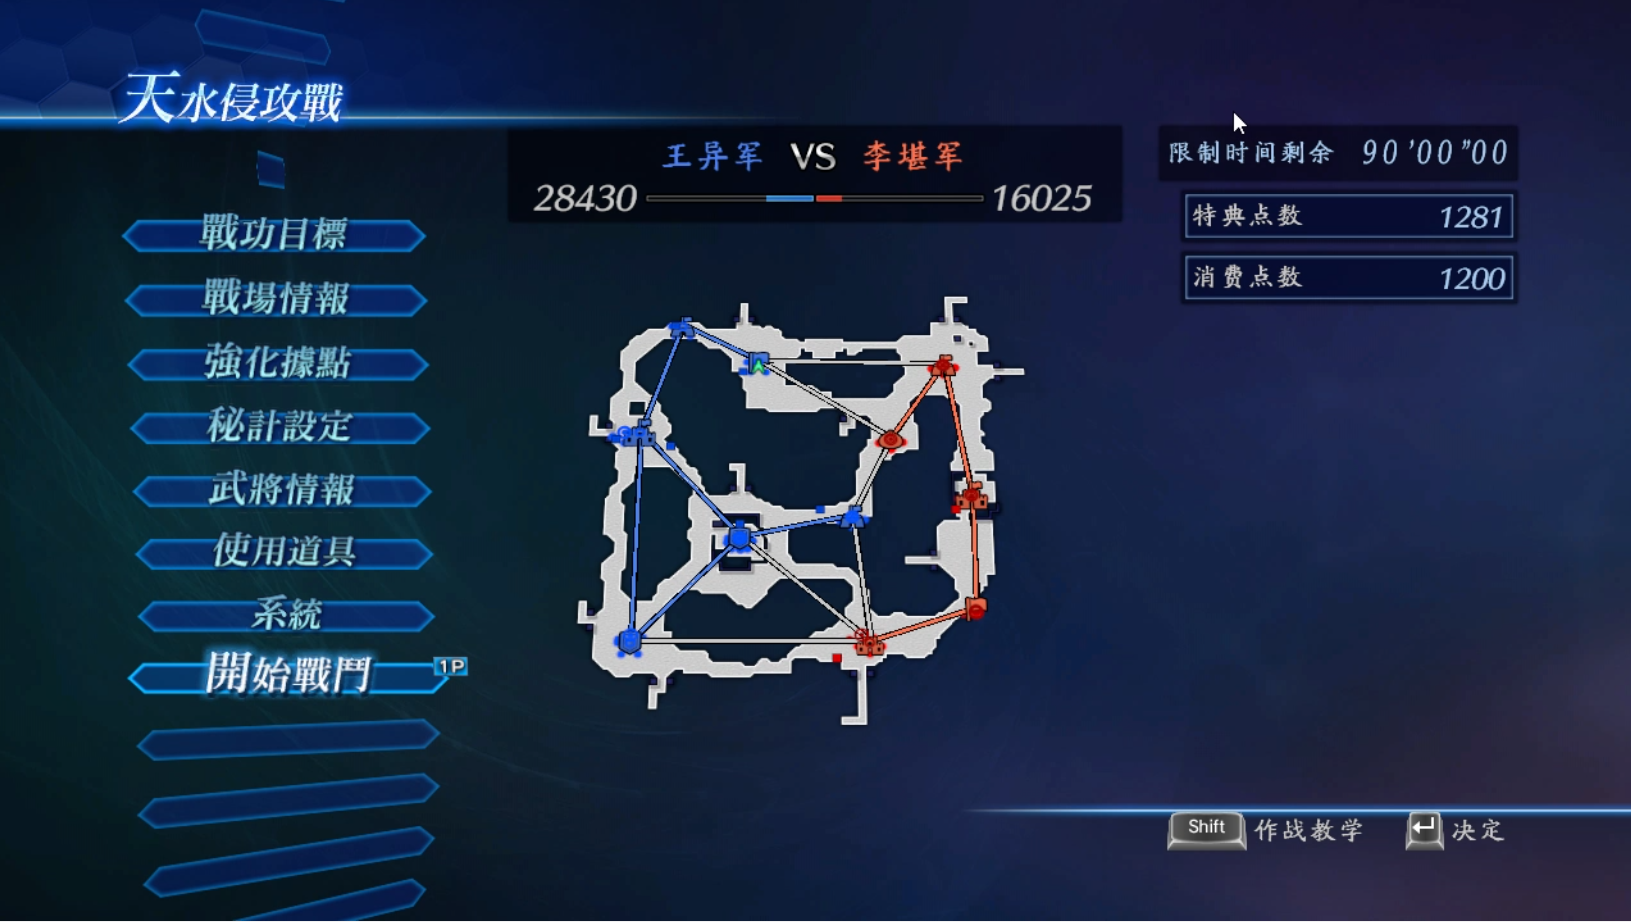 天水侵攻戰
王异军 VS 李堪军
28430 16025
限制时间剩余 90'00"00
特典点数 1281
消费点数 1200
戰功目標
戰場情報
強化據點
秘計設定
武將情報
使用道具
系統
開始戰鬥 1P
Shift 作战教学 決定